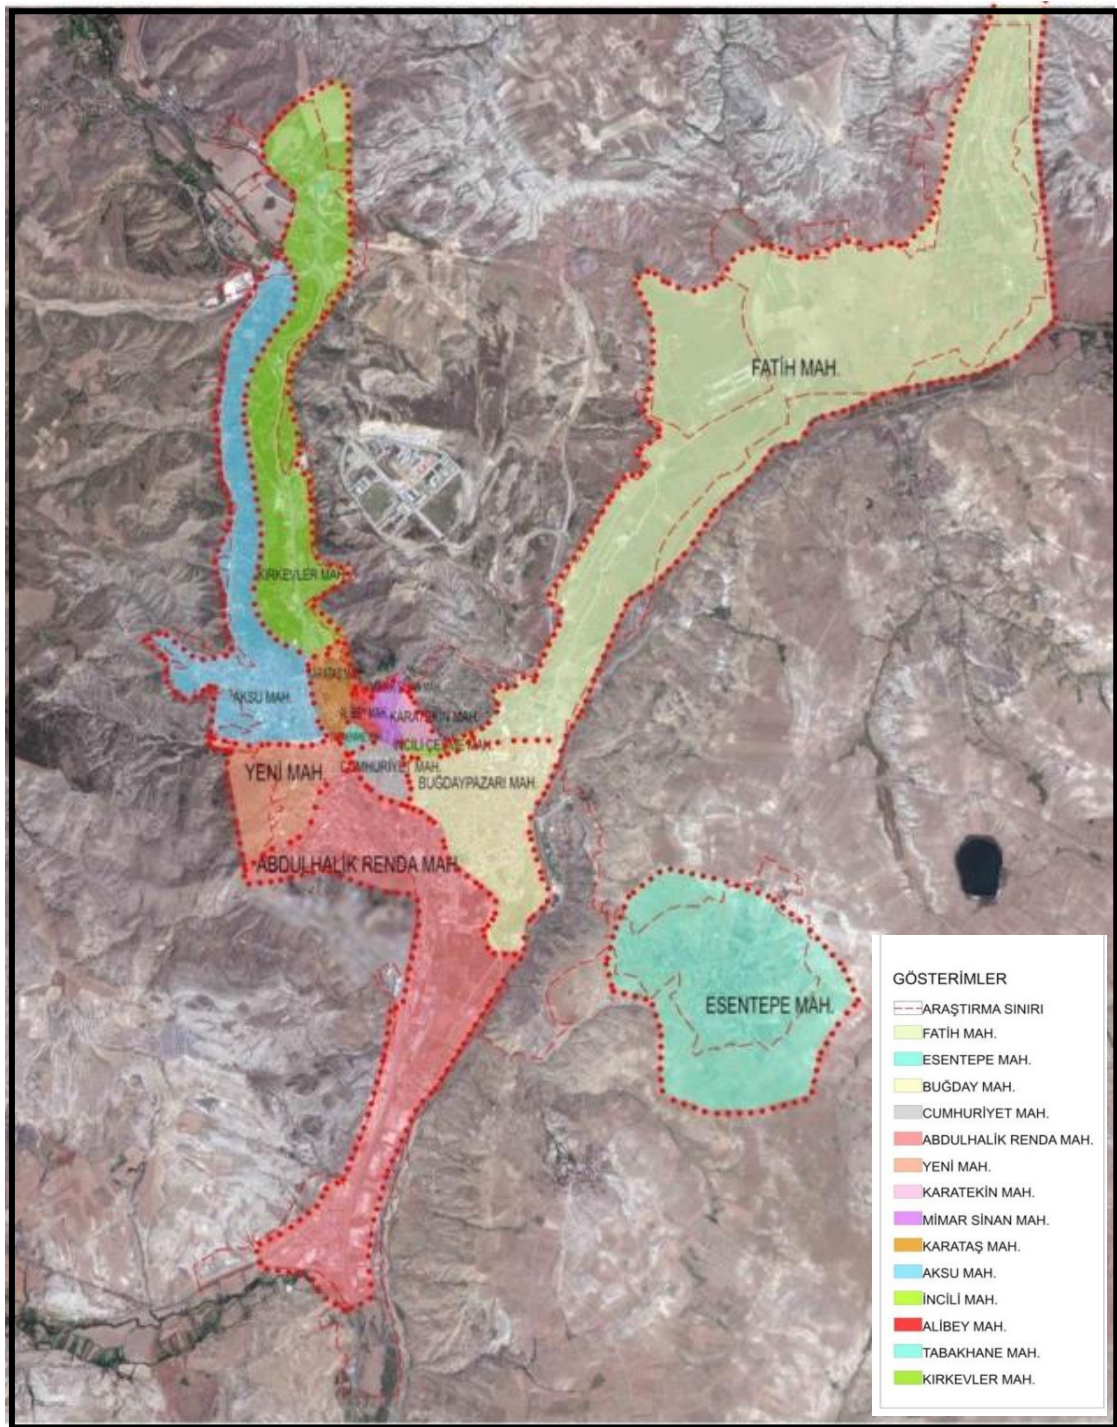 FATİH MAH.
KIRKEVLER MAH.
AKSU MAH.
ALİBEY MAH.
KARATEKİN MAH.
YENİ MAH.
CUMHURİYET MAH.
BUĞDAYPAZARI MAH.
ABDULHALİK RENDA MAH.
ESENTEPE MAH.
GÖSTERİMLER
ARAŞTIRMA SINIRI
FATİH MAH.
ESENTEPE MAH.
BUĞDAY MAH.
CUMHURİYET MAH.
ABDULHALİK RENDA MAH.
YENİ MAH.
KARATEKİN MAH.
MİMAR SİNAN MAH.
KARATAŞ MAH.
AKSU MAH.
İNCİLİ MAH.
ALİBEY MAH.
TABAKHANE MAH.
KIRKEVLER MAH.